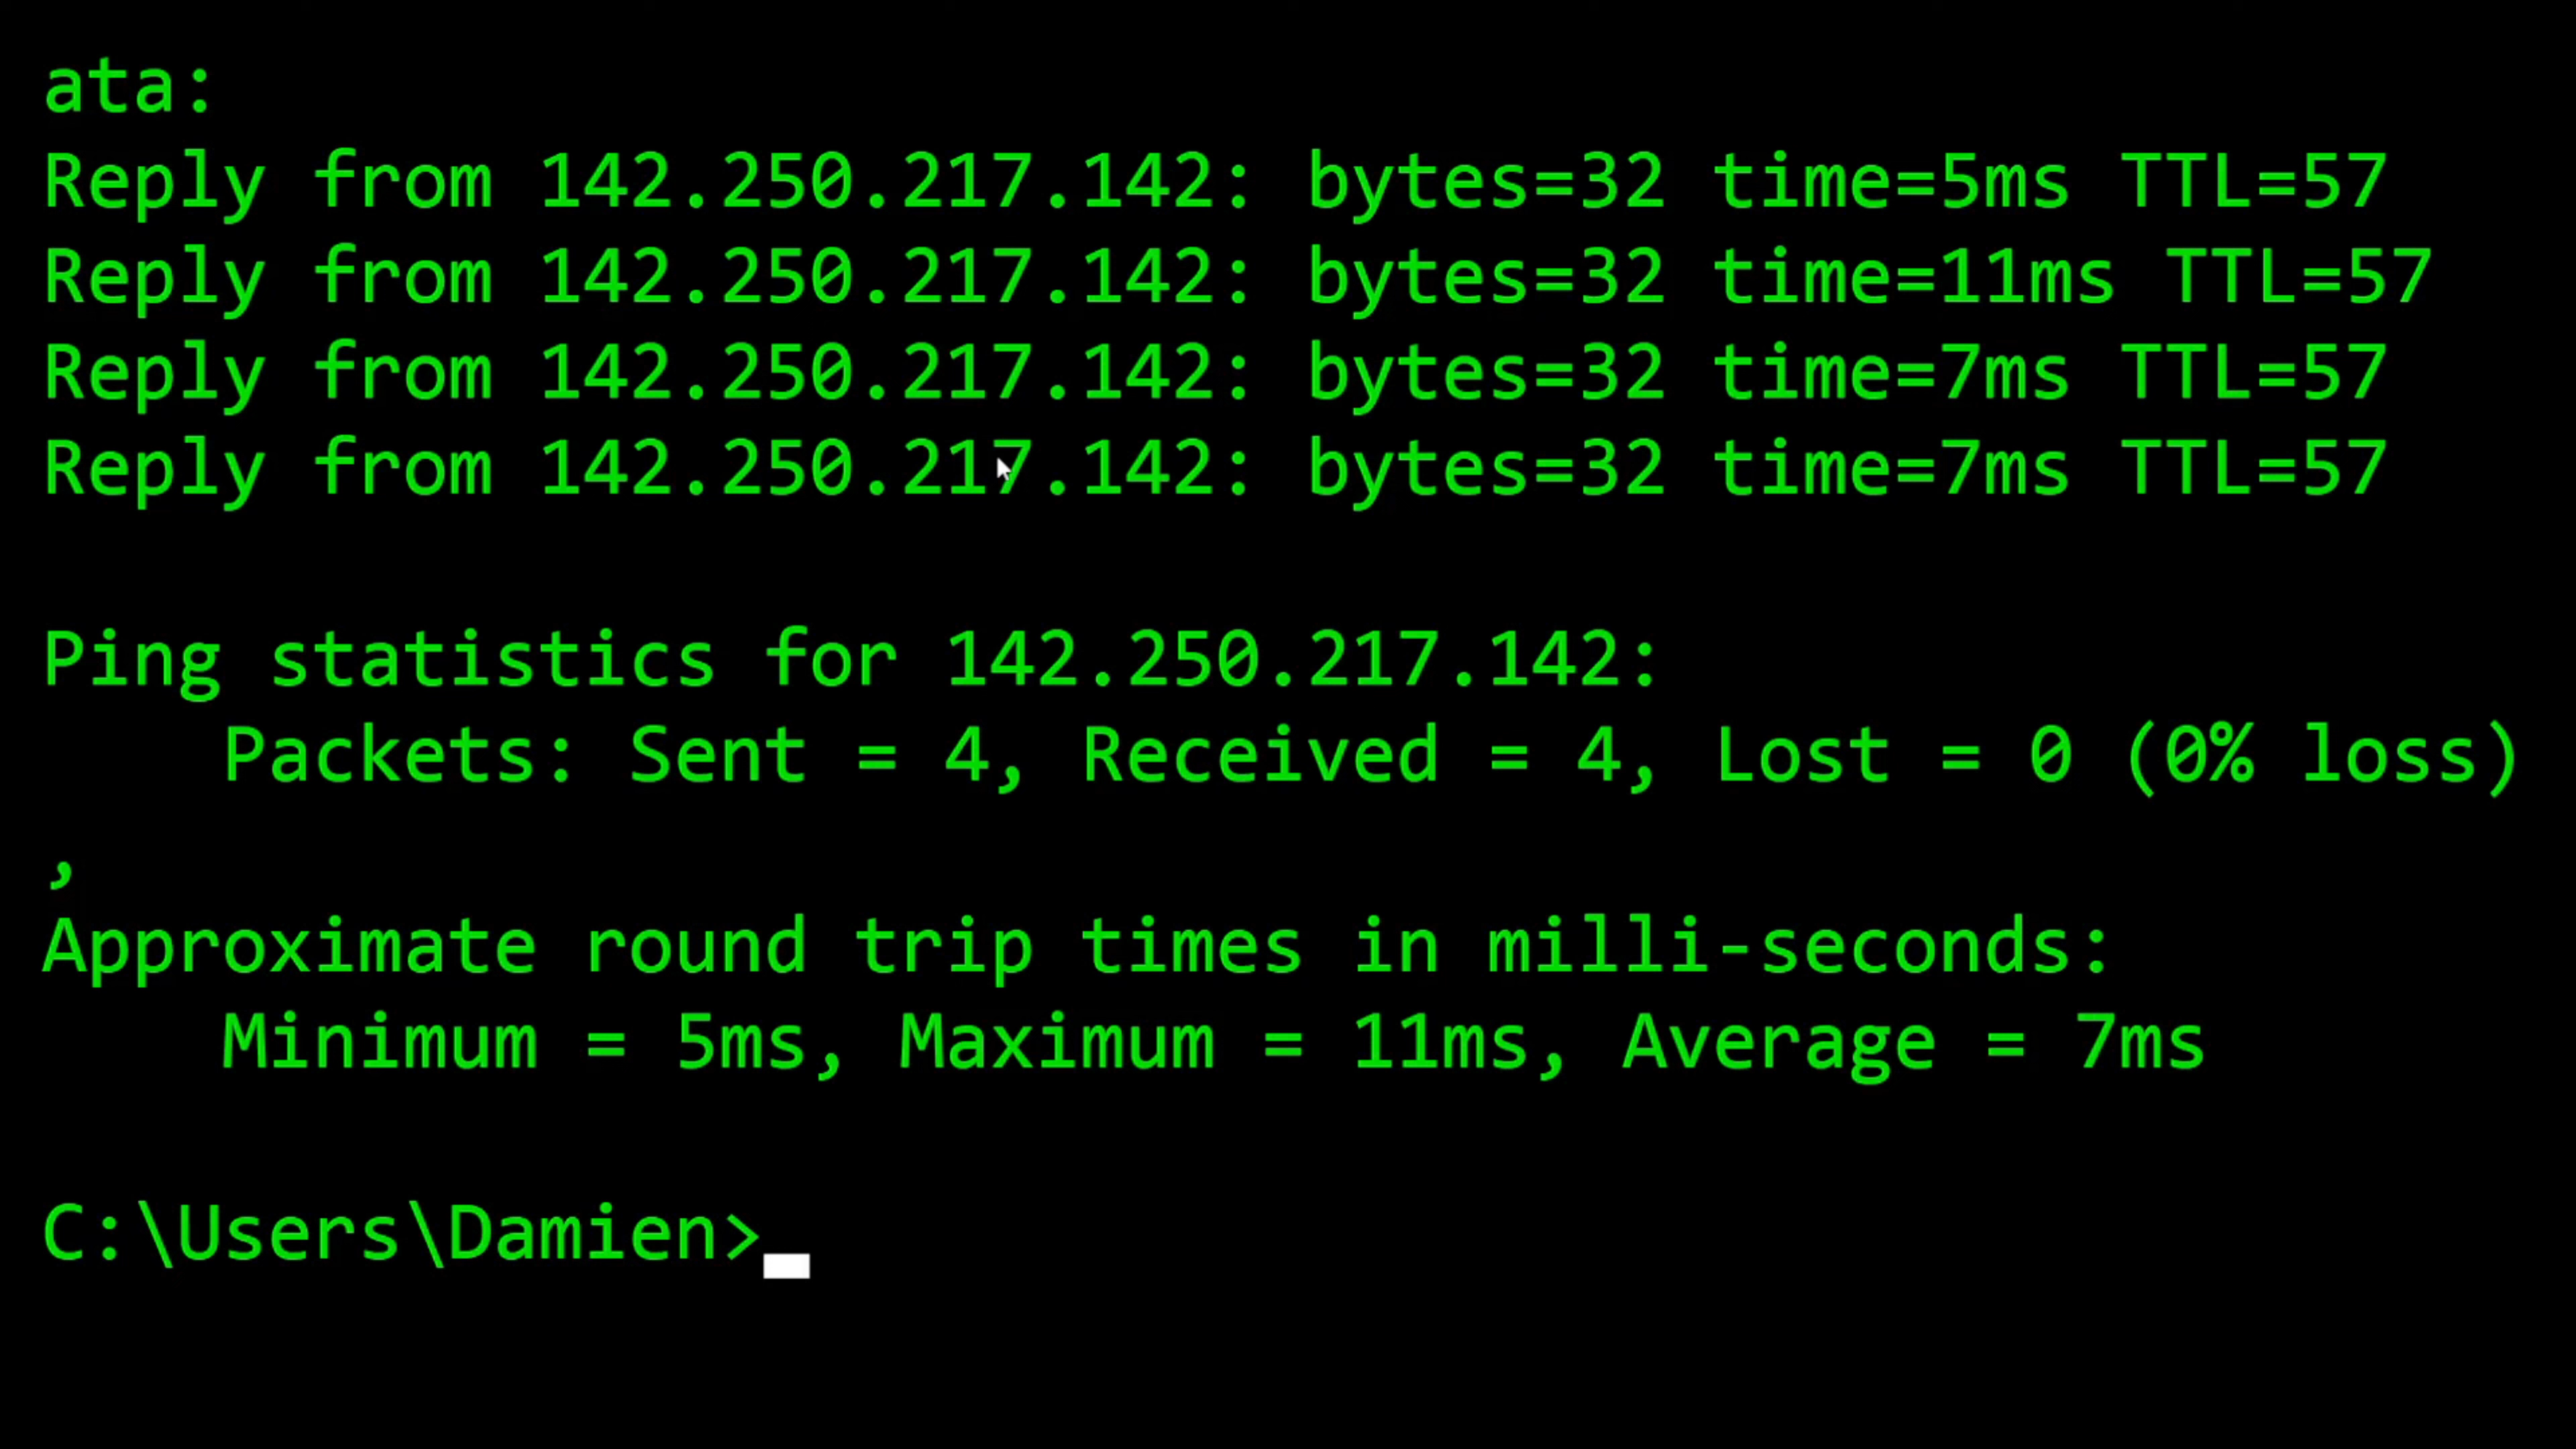 ata:
Reply from 142.250.217.142: bytes=32 time=5ms TTL=57
Reply from 142.250.217.142: bytes=32 time=11ms TTL=57
Reply from 142.250.217.142: bytes=32 time=7ms TTL=57
Reply from 142.250.217.142: bytes=32 time=7ms TTL=57
Ping statistics for 142.250.217.142:
    Packets: Sent = 4, Received = 4, Lost = 0 (0% loss)
,
Approximate round trip times in milli-seconds:
    Minimum = 5ms, Maximum = 11ms, Average = 7ms
C:\Users\Damien>